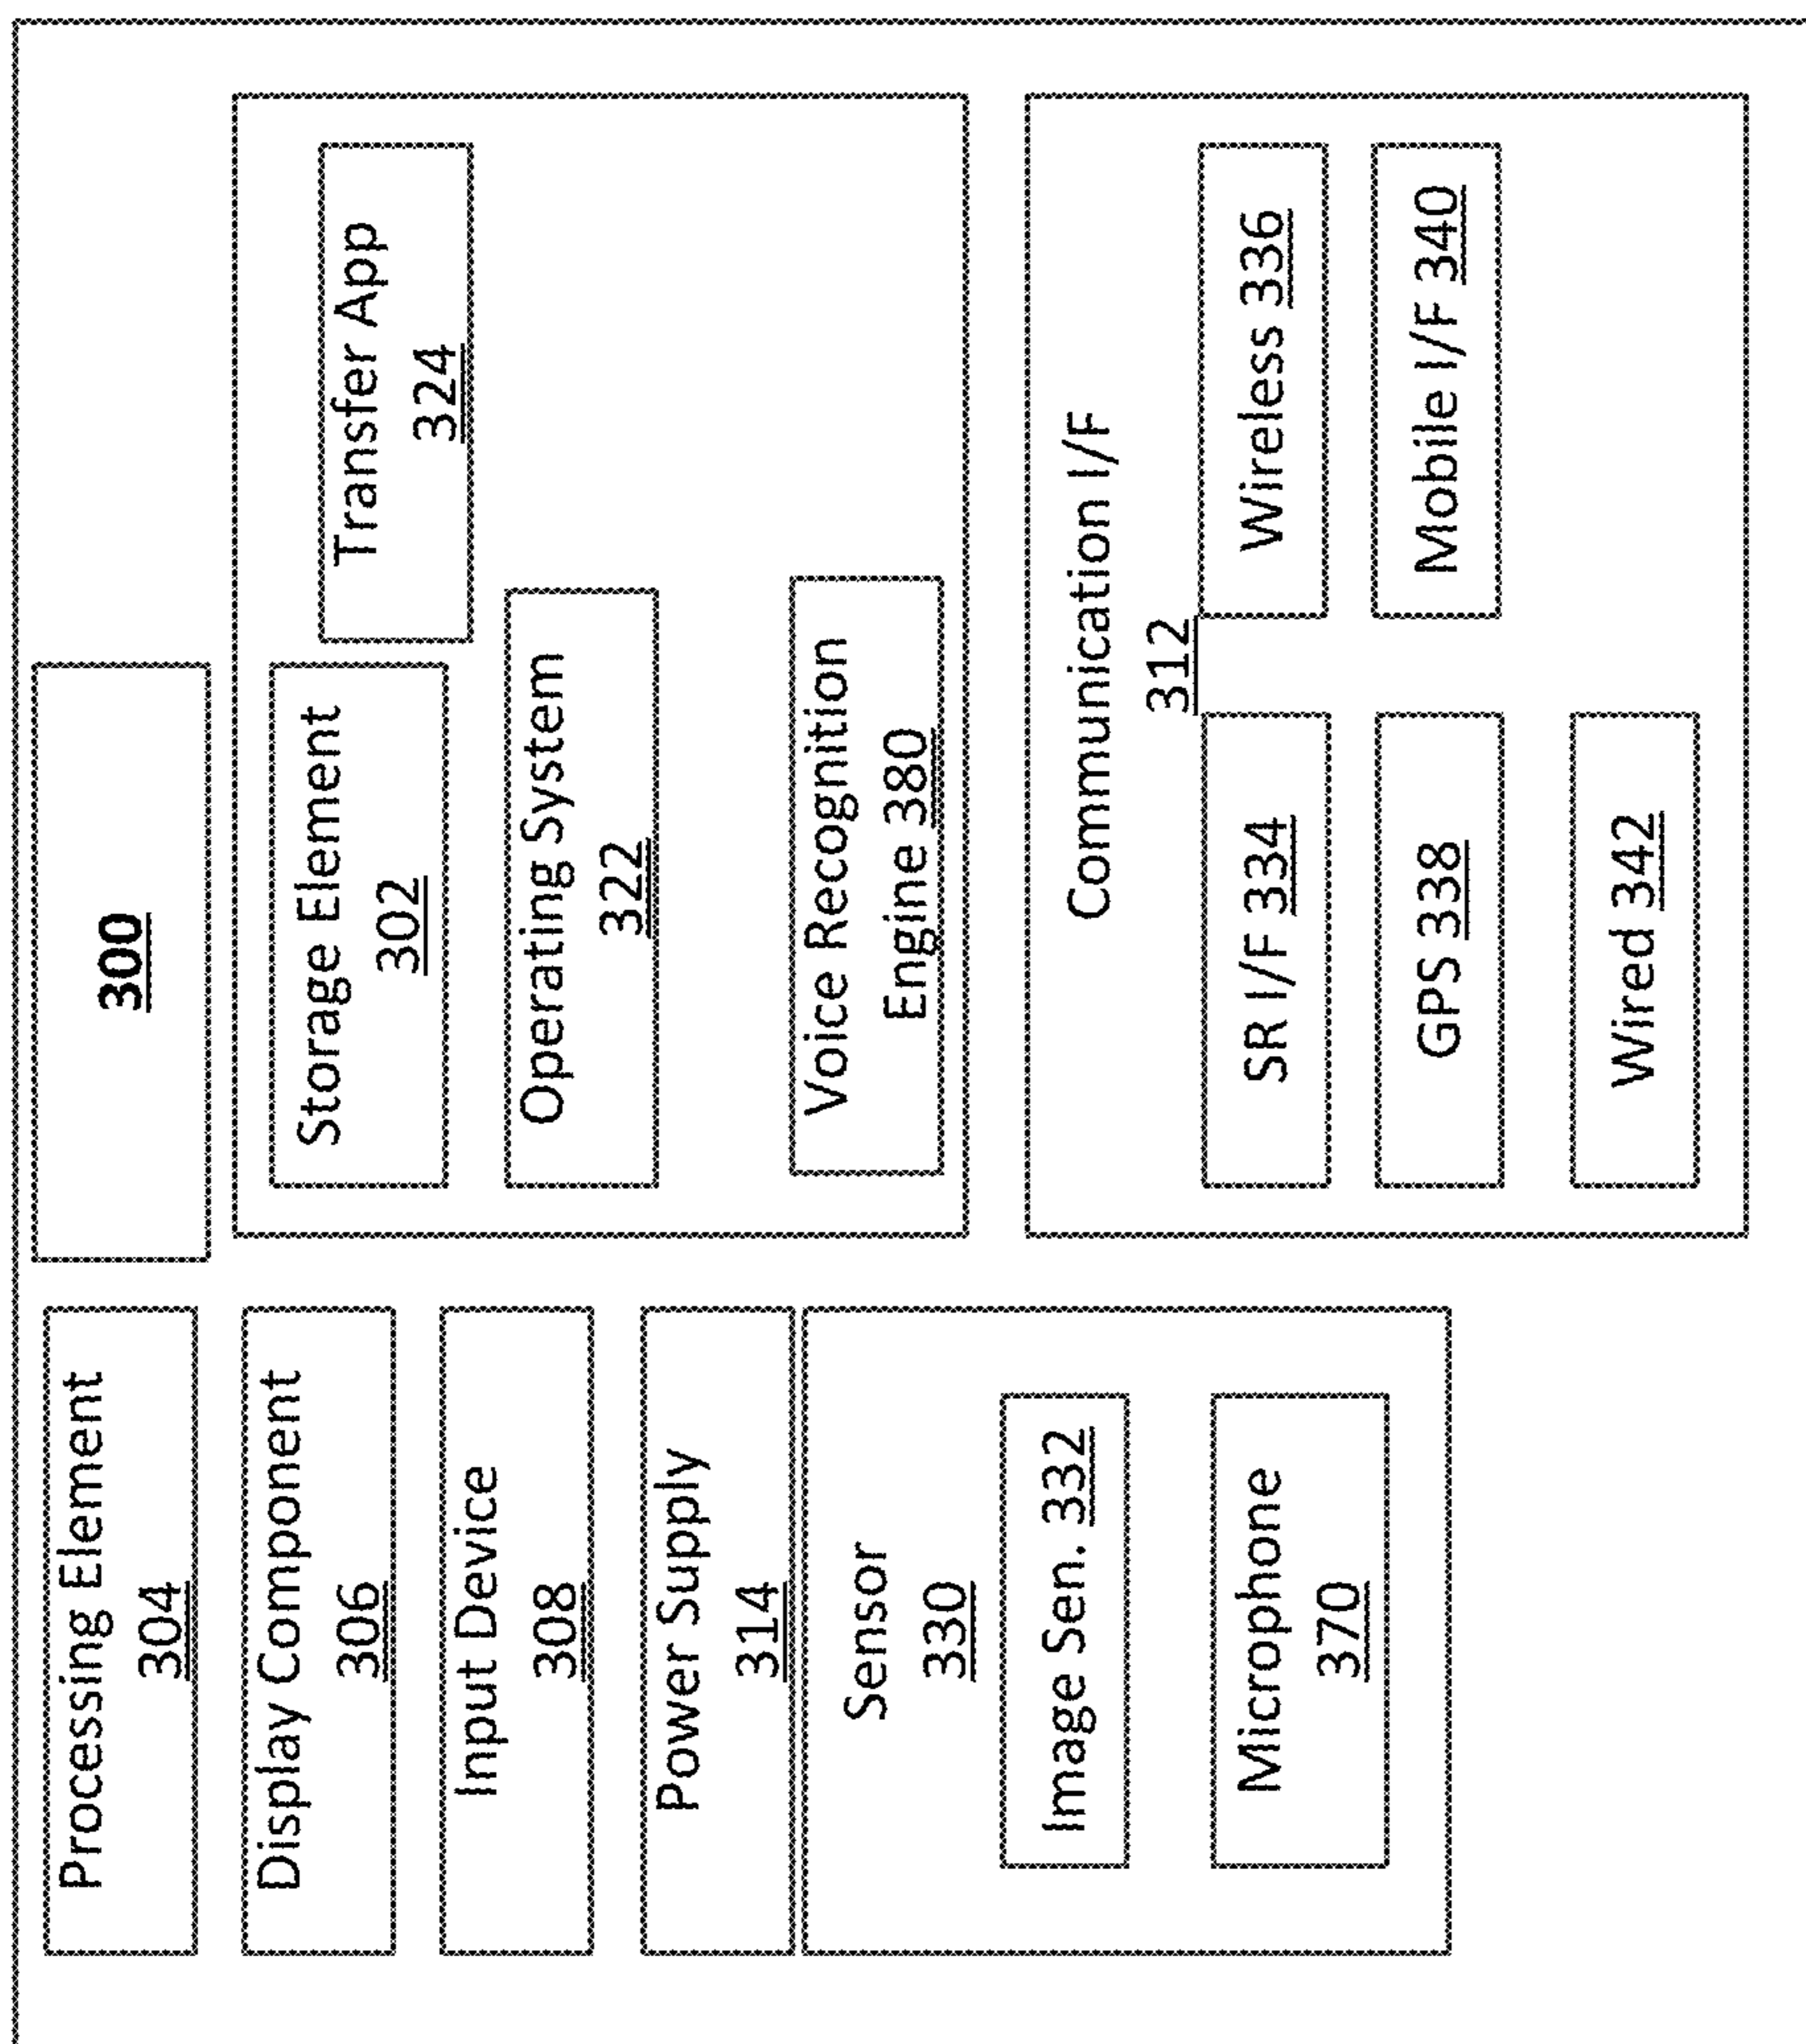 300
Processing Element
304
Display Component
306
Input Device
308
Power Supply
314
Sensor
330
Image Sen. 332
Microphone
370
Storage Element
302
Transfer App
324
Operating System
322
Voice Recognition
Engine 380
Communication I/F
312
SR I/F 334
Wireless 336
GPS 338
Mobile I/F 340
Wired 342